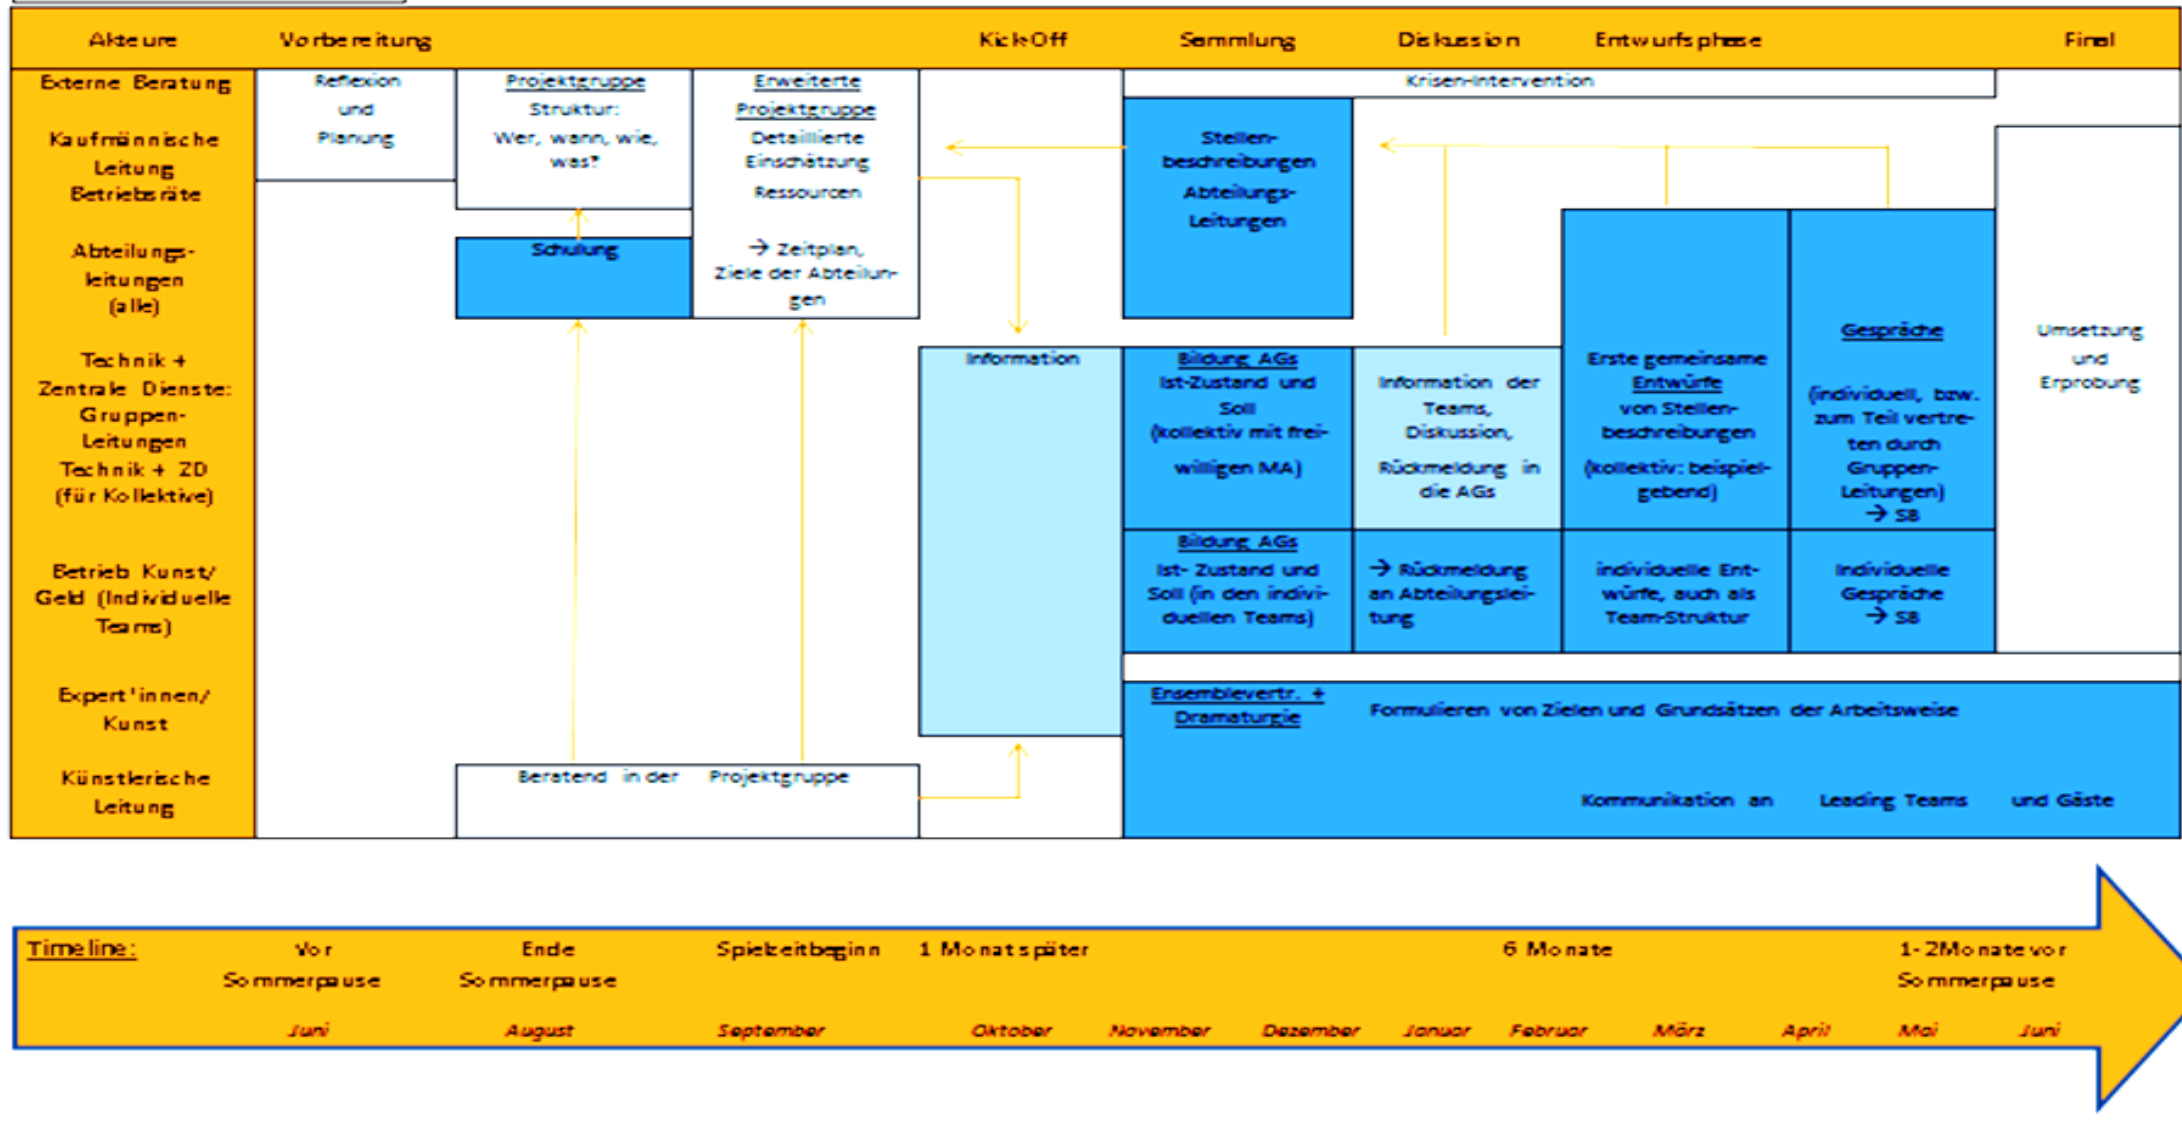 Akteure Vorbereitung Kick-Off Sammlung Diskussion Entwurfsphase Final
Externe Beratung
Kaufmännische
Leitung
Betriebsräte
Abteilungs-
leitungen
(alle)
Technik +
Zentrale Dienste:
Gruppen-
Leitungen
Technik + ZD
(für Kollektive)
Betrieb Kunst/
Geld (Individuelle
Teams)
Expert*innen/
Kunst
Künstlerische
Leitung
Reflexion
und
Planung
Projektgruppe
Struktur:
Wer, wann, wie,
was?
Schulung
Erweiterte
Projektgruppe
Detaillierte
Einschätzung
Ressourcen
→ Zeitplan,
Ziele der Abteilun-
gen
Beratend in der Projektgruppe
Information
Krisen-Intervention
Stellen-
beschreibungen
Abteilungs-
Leitungen
Bildung AGs
Ist-Zustand und
Soll
(kollektiv mit frei-
willigen MA)
Bildung AGs
Ist- Zustand und
Soll (in den indivi-
duellen Teams)
Information der
Teams,
Diskussion,
Rückmeldung in
die AGs
→ Rückmeldung
an Abteilungslei-
tung
Erste gemeinsame
Entwürfe
von Stellen-
beschreibungen
(kollektiv: beispiel-
gebend)
individuelle Ent-
würfe, auch als
Team-Struktur
Gespräche
(individuell, bzw.
zum Teil vertre-
ten durch
Gruppen-
Leitungen)
→ SB
Individuelle
Gespräche
→ SB
Umsetzung
und
Erprobung
Ensemblevertr. +
Dramaturgie
Formulieren von Zielen und Grundsätzen der Arbeitsweise
Kommunikation an Leading Teams und Gäste
Timeline: Vor Ende Spielzeitbeginn 1 Monat später 6 Monate 1-2Monate vor
Sommerpause Sommerpause Sommerpause
Juni August September Oktober November Dezember Januar Februar März April Mai Juni